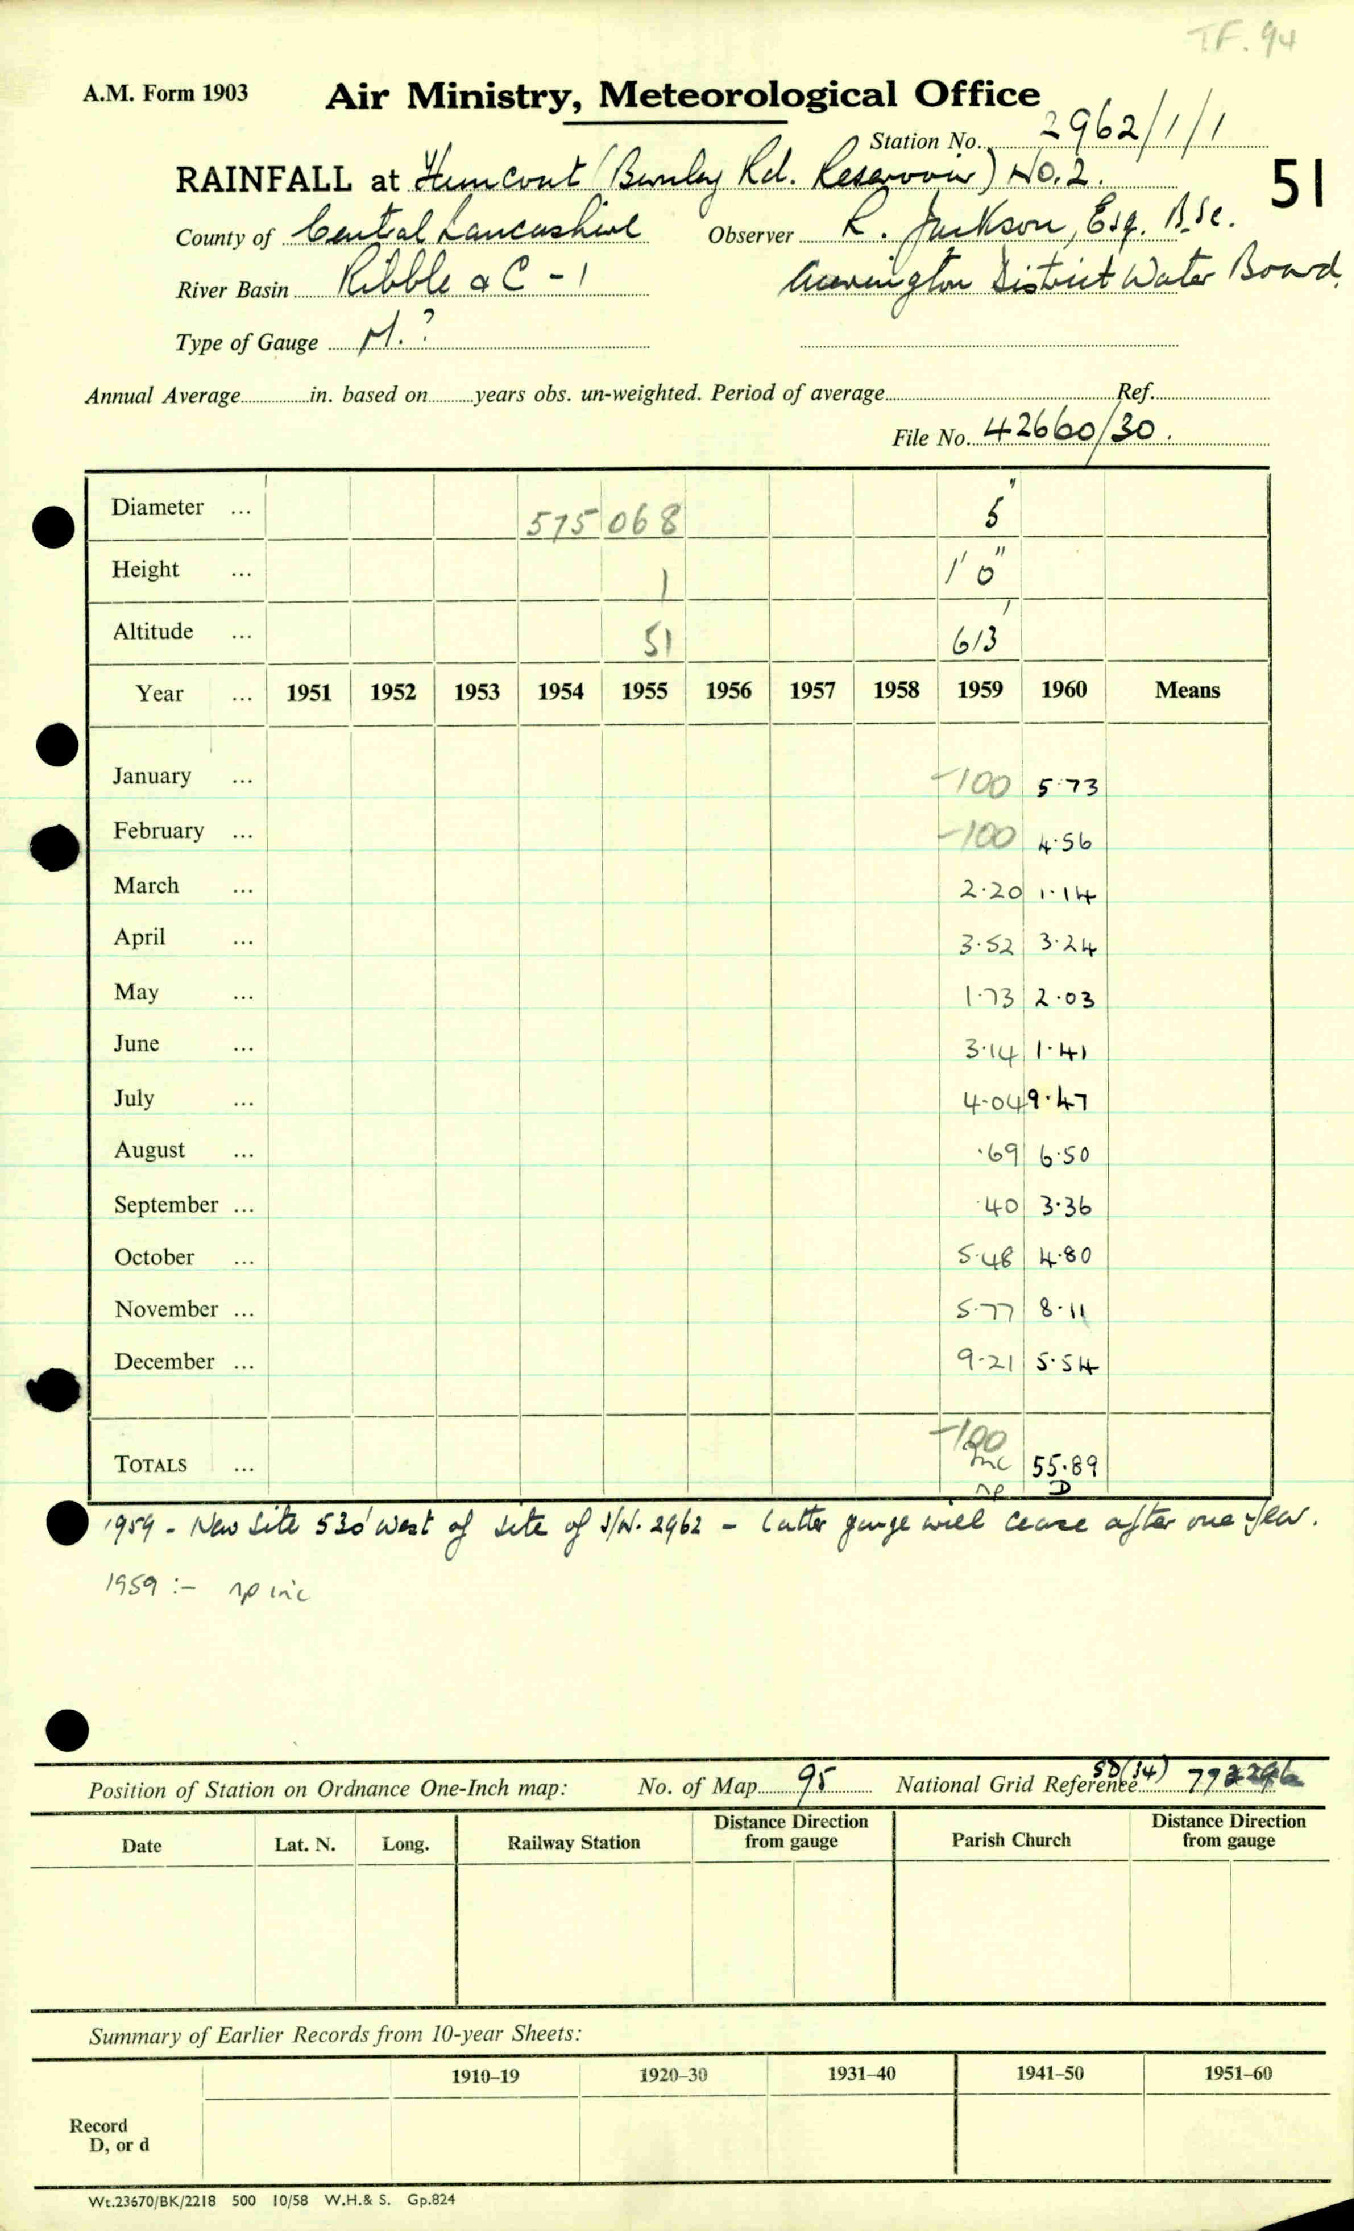 TF. 94
A.M. Form 1903 Air Ministry, Meteorological Office
Station No. 2962/1/1
RAINFALL at Huncoat (Burnley Rd. Reservoir) No. 2. 51
County of Central Lancashire Observer R. Jackson, Esq. B.Sc.
River Basin Ribble & C - 1 Accrington District Water Board.
Type of Gauge M. ?
Annual Average in. based on years obs. un-weighted. Period of average Ref.
File No. 42660/30.
Diameter ... 575 068 5"
Height ... 1 1' 0"
Altitude ... 51 613'
Year ... 1951 1952 1953 1954 1955 1956 1957 1958 1959 1960 Means
January ... -100 5.73
February ... -100 4.56
March ... 2.20 1.14
April ... 3.52 3.24
May ... 1.73 2.03
June ... 3.14 1.41
July ... 4.04 9.47
August ... .69 6.50
September ... .40 3.36
October ... 5.48 4.80
November ... 5.77 8.11
December ... 9.21 5.54
-100
TOTALS ... Inc 55.89
np D
1959 - New site 530' west of site of S/N. 2962 - latter gauge will cease after one year.
1959 :- np inc
Position of Station on Ordnance One-Inch map: No. of Map 95 National Grid Reference SD(34)
Date Lat. N. Long. Railway Station Distance Direction from gauge Parish Church Distance Direction from gauge
Summary of Earlier Records from 10-year Sheets:
1910–19 1920–30 1931–40 1941–50 1951–60
Record
D, or d
Wt.23670/BK/2218 500 10/58 W.H.& S. Gp.824